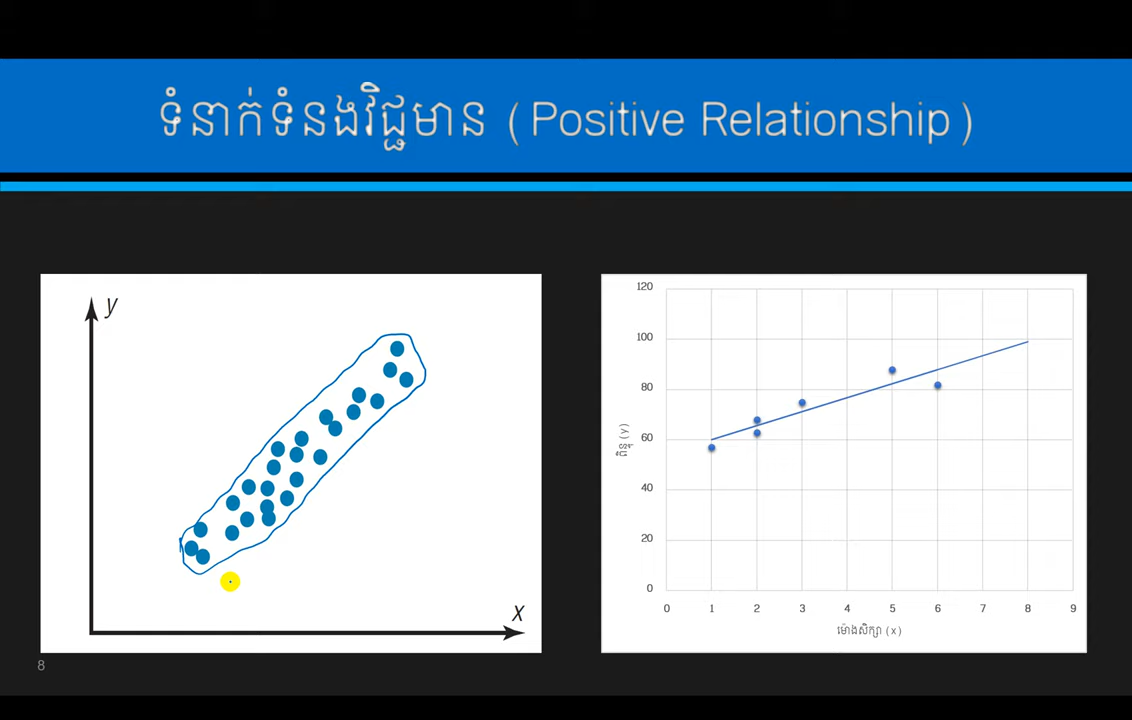 ទំនាក់ទំនងវិជ្ជមាន (Positive Relationship)
y
x
120
100
80
60
40
20
0
ពិន្ទុ (y)
0 1 2 3 4 5 6 7 8 9
ម៉ោងសិក្សា (x)
8